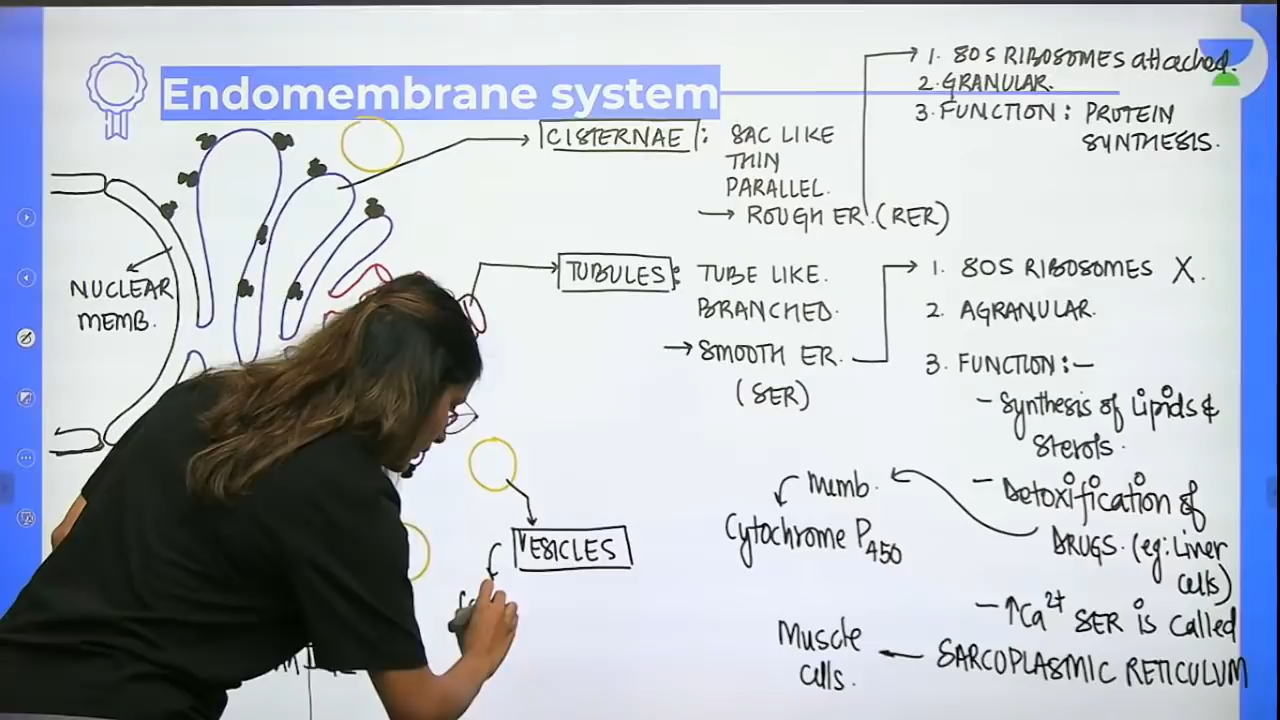 Endomembrane system
CISTERNAE : SAC LIKE
THIN
PARALLEL.
→ ROUGH ER. (RER)
1. 80S RIBOSOMES attached.
2. GRANULAR.
3. FUNCTION : PROTEIN
SYNTHESIS.
NUCLEAR
MEMB.
TUBULES : TUBE LIKE.
BRANCHED.
→ SMOOTH ER.
(SER)
1. 80S RIBOSOMES X.
2. AGRANULAR.
3. FUNCTION :-
- Synthesis of Lipids &
Sterols.
- Detoxification of
DRUGS. (eg: Liver
cells)
Memb.
Cytochrome P450
- ↑Ca2+ SER is called
SARCOPLASMIC RETICULUM
Muscle
cells.
VESICLES